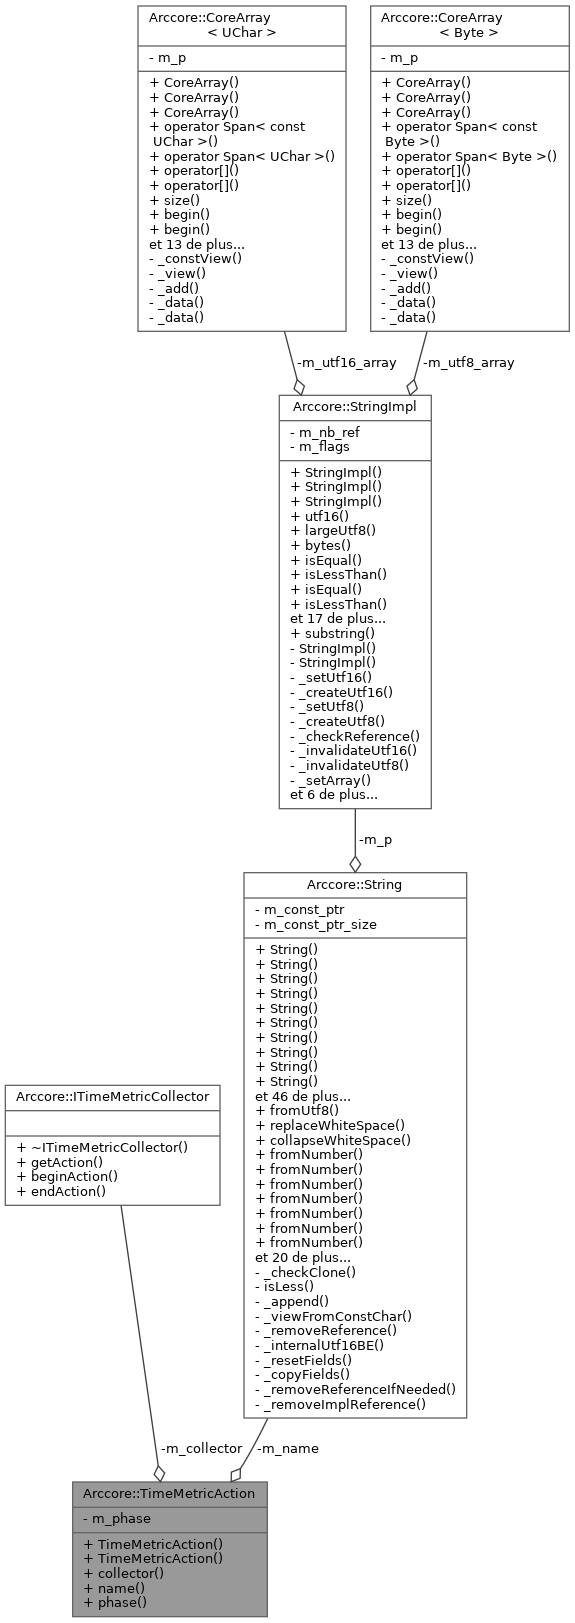 Arccore::CoreArray
< UChar >
- m_p
+ CoreArray()
+ CoreArray()
+ CoreArray()
+ operator Span< const
UChar >()
+ operator Span< UChar >()
+ operator[]()
+ operator[]()
+ size()
+ begin()
+ begin()
et 13 de plus...
- _constView()
- _view()
- _add()
- _data()
- _data()
Arccore::CoreArray
< Byte >
- m_p
+ CoreArray()
+ CoreArray()
+ CoreArray()
+ operator Span< const
Byte >()
+ operator Span< Byte >()
+ operator[]()
+ operator[]()
+ size()
+ begin()
+ begin()
et 13 de plus...
- _constView()
- _view()
- _add()
- _data()
- _data()
-m_utf16_array
-m_utf8_array
Arccore::StringImpl
- m_nb_ref
- m_flags
+ StringImpl()
+ StringImpl()
+ StringImpl()
+ utf16()
+ largeUtf8()
+ bytes()
+ isEqual()
+ isLessThan()
+ isEqual()
+ isLessThan()
et 17 de plus...
+ substring()
- StringImpl()
- StringImpl()
- _setUtf16()
- _createUtf16()
- _setUtf8()
- _createUtf8()
- _checkReference()
- _invalidateUtf16()
- _invalidateUtf8()
- _setArray()
et 6 de plus...
-m_p
Arccore::String
- m_const_ptr
- m_const_ptr_size
+ String()
+ String()
+ String()
+ String()
+ String()
+ String()
+ String()
+ String()
+ String()
+ String()
et 46 de plus...
+ fromUtf8()
+ replaceWhiteSpace()
+ collapseWhiteSpace()
+ fromNumber()
+ fromNumber()
+ fromNumber()
+ fromNumber()
+ fromNumber()
+ fromNumber()
+ fromNumber()
et 20 de plus...
- _checkClone()
- isLess()
- _append()
- _viewFromConstChar()
- _removeReference()
- _internalUtf16BE()
- _resetFields()
- _copyFields()
- _removeReferenceIfNeeded()
- _removeImplReference()
Arccore::ITimeMetricCollector
+ ~ITimeMetricCollector()
+ getAction()
+ beginAction()
+ endAction()
-m_collector
-m_name
Arccore::TimeMetricAction
- m_phase
+ TimeMetricAction()
+ TimeMetricAction()
+ collector()
+ name()
+ phase()